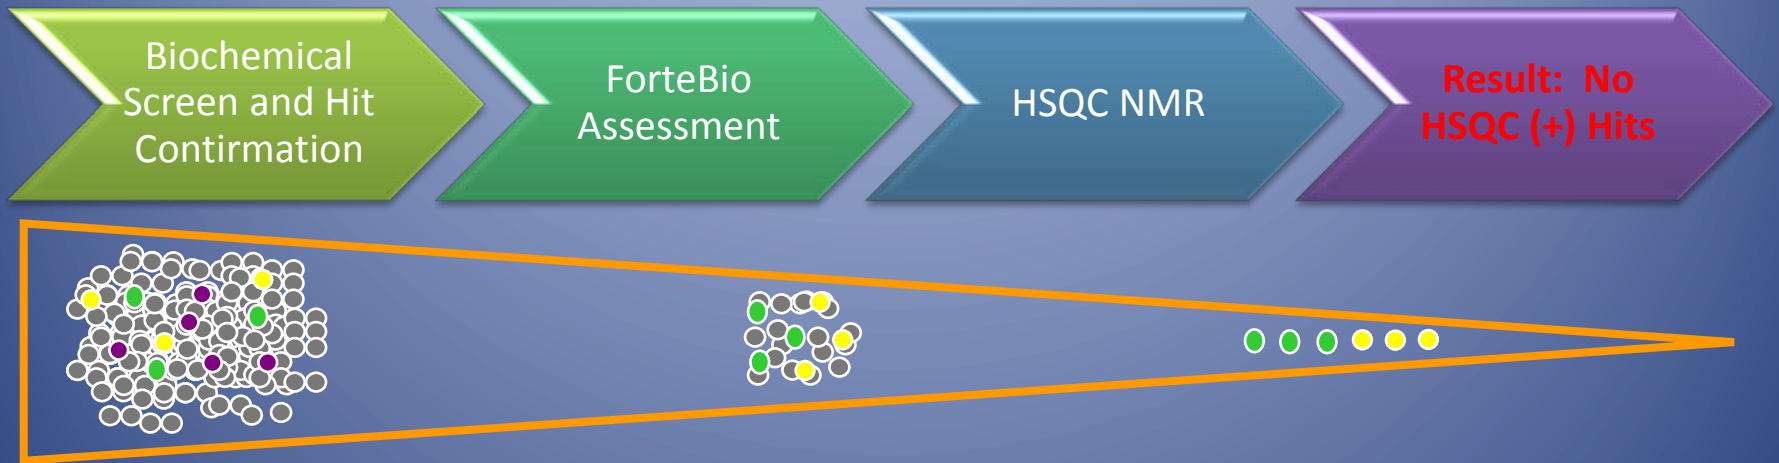 Biochemical
Screen and Hit
Contirmation
ForteBio
Assessment
HSQC NMR
Result:  No
HSQC (+) Hits